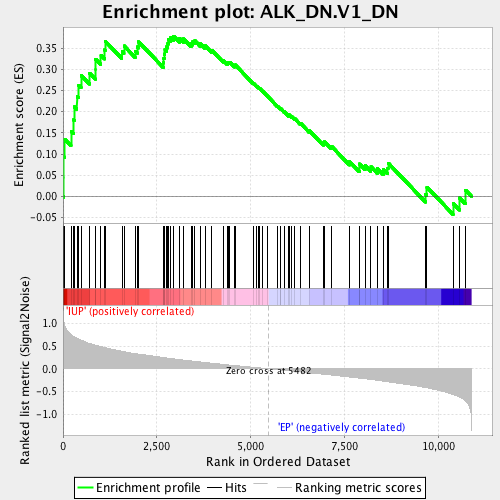 Enrichment plot: ALK_DN.V1_DN
Enrichment score (ES)
0.35
0.30
0.25
0.20
0.15
0.10
0.05
0.00
-0.05
'IUP' (positively correlated)
Zero cross at 5482
'EP' (negatively correlated)
Ranked list metric (Signal2Noise)
1.0
0.5
0.0
-0.5
-1.0
0
2,500
5,000
7,500
10,000
Rank in Ordered Dataset
Enrichment profile
Hits
Ranking metric scores